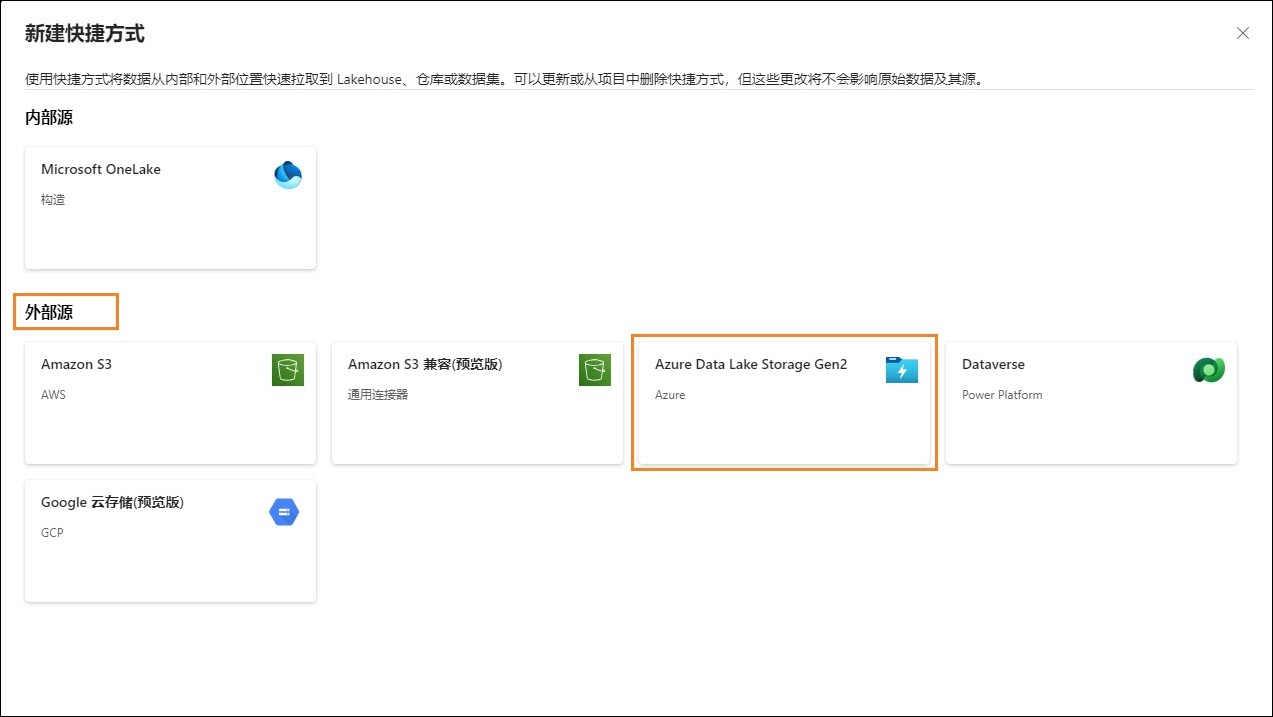 新建快捷方式
使用快捷方式将数据从内部和外部位置快速拉取到 Lakehouse、仓库或数据集。可以更新或从项目中删除快捷方式，但这些更改将不会影响原始数据及其源。
内部源
Microsoft OneLake
构造
外部源
Amazon S3
AWS
Amazon S3 兼容(预览版)
通用连接器
Azure Data Lake Storage Gen2
Azure
Dataverse
Power Platform
Google 云存储(预览版)
GCP